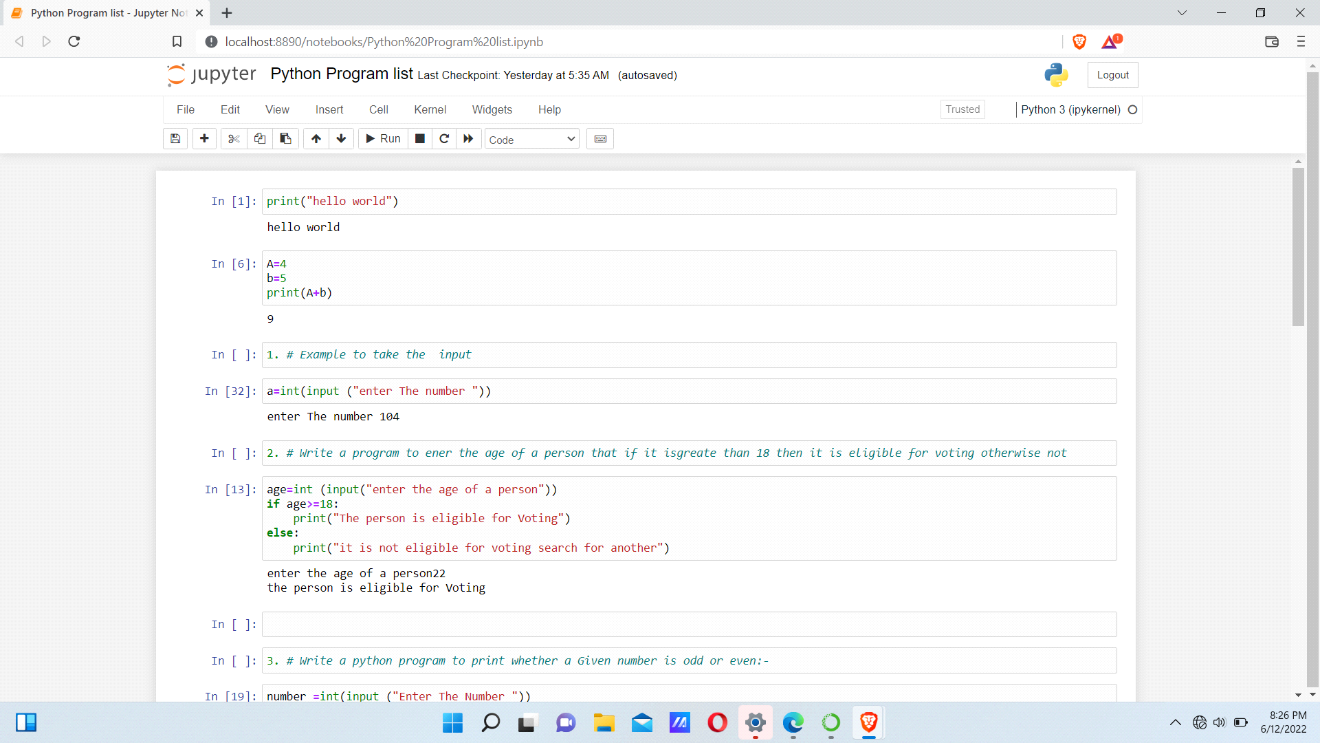 Python Program list - Jupyter Not
localhost:8890/notebooks/Python%20Program%20list.ipynb
1
jupyter Python Program list Last Checkpoint: Yesterday at 5:35 AM (autosaved)
Logout
File Edit View Insert Cell Kernel Widgets Help
Trusted
Python 3 (ipykernel)
Run
Code
In [1]: print("hello world")
hello world
In [6]: A=4
b=5
print(A+b)
9
In [ ]: 1. # Example to take the  input
In [32]: a=int(input ("enter The number "))
enter The number 104
In [ ]: 2. # Write a program to ener the age of a person that if it isgreate than 18 then it is eligible for voting otherwise not
In [13]: age=int (input("enter the age of a person"))
if age>=18:
    print("The person is eligible for Voting")
else:
    print("it is not eligible for voting search for another")
enter the age of a person22
the person is eligible for Voting
In [ ]:
In [ ]: 3. # Write a python program to print whether a Given number is odd or even:-
In [19]: number =int(input ("Enter The Number "))
8:26 PM
6/12/2022